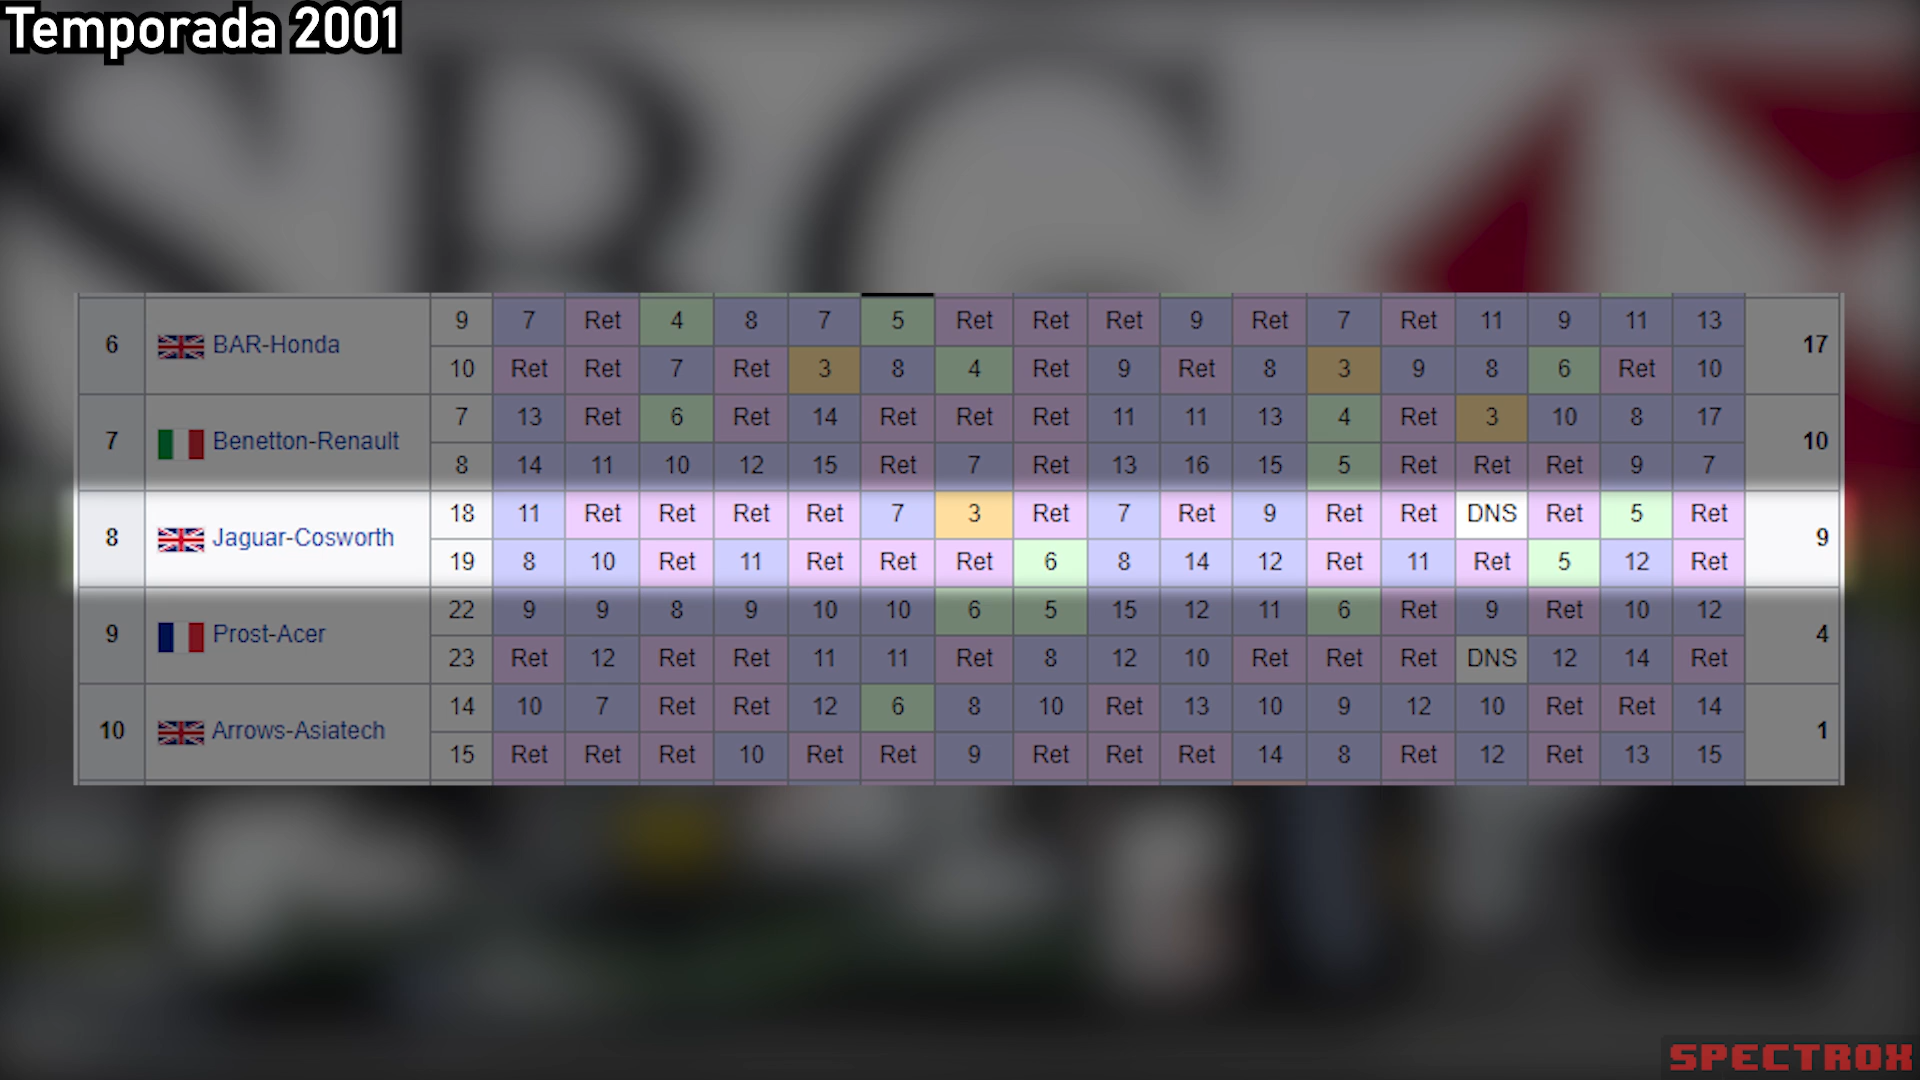 Temporada 2001
9 7 Ret 4 8 7 5 Ret Ret Ret 9 Ret 7 Ret 11 9 11 13
6 BAR-Honda 17
10 Ret Ret 7 Ret 3 8 4 Ret 9 Ret 8 3 9 8 6 Ret 10
7 13 Ret 6 Ret 14 Ret Ret Ret 11 11 13 4 Ret 3 10 8 17
7 Benetton-Renault 10
8 14 11 10 12 15 Ret 7 Ret 13 16 15 5 Ret Ret Ret 9 7
18 11 Ret Ret Ret Ret 7 3 Ret 7 Ret 9 Ret Ret DNS Ret 5 Ret
8 Jaguar-Cosworth 9
19 8 10 Ret 11 Ret Ret Ret 6 8 14 12 Ret 11 Ret 5 12 Ret
22 9 9 8 9 10 10 6 5 15 12 11 6 Ret 9 Ret 10 12
9 Prost-Acer 4
23 Ret 12 Ret Ret 11 11 Ret 8 12 10 Ret Ret Ret DNS 12 14 Ret
14 10 7 Ret Ret 12 6 8 10 Ret 13 10 9 12 10 Ret Ret 14
10 Arrows-Asiatech 1
15 Ret Ret Ret 10 Ret Ret 9 Ret Ret Ret 14 8 Ret 12 Ret 13 15
SPECTROX